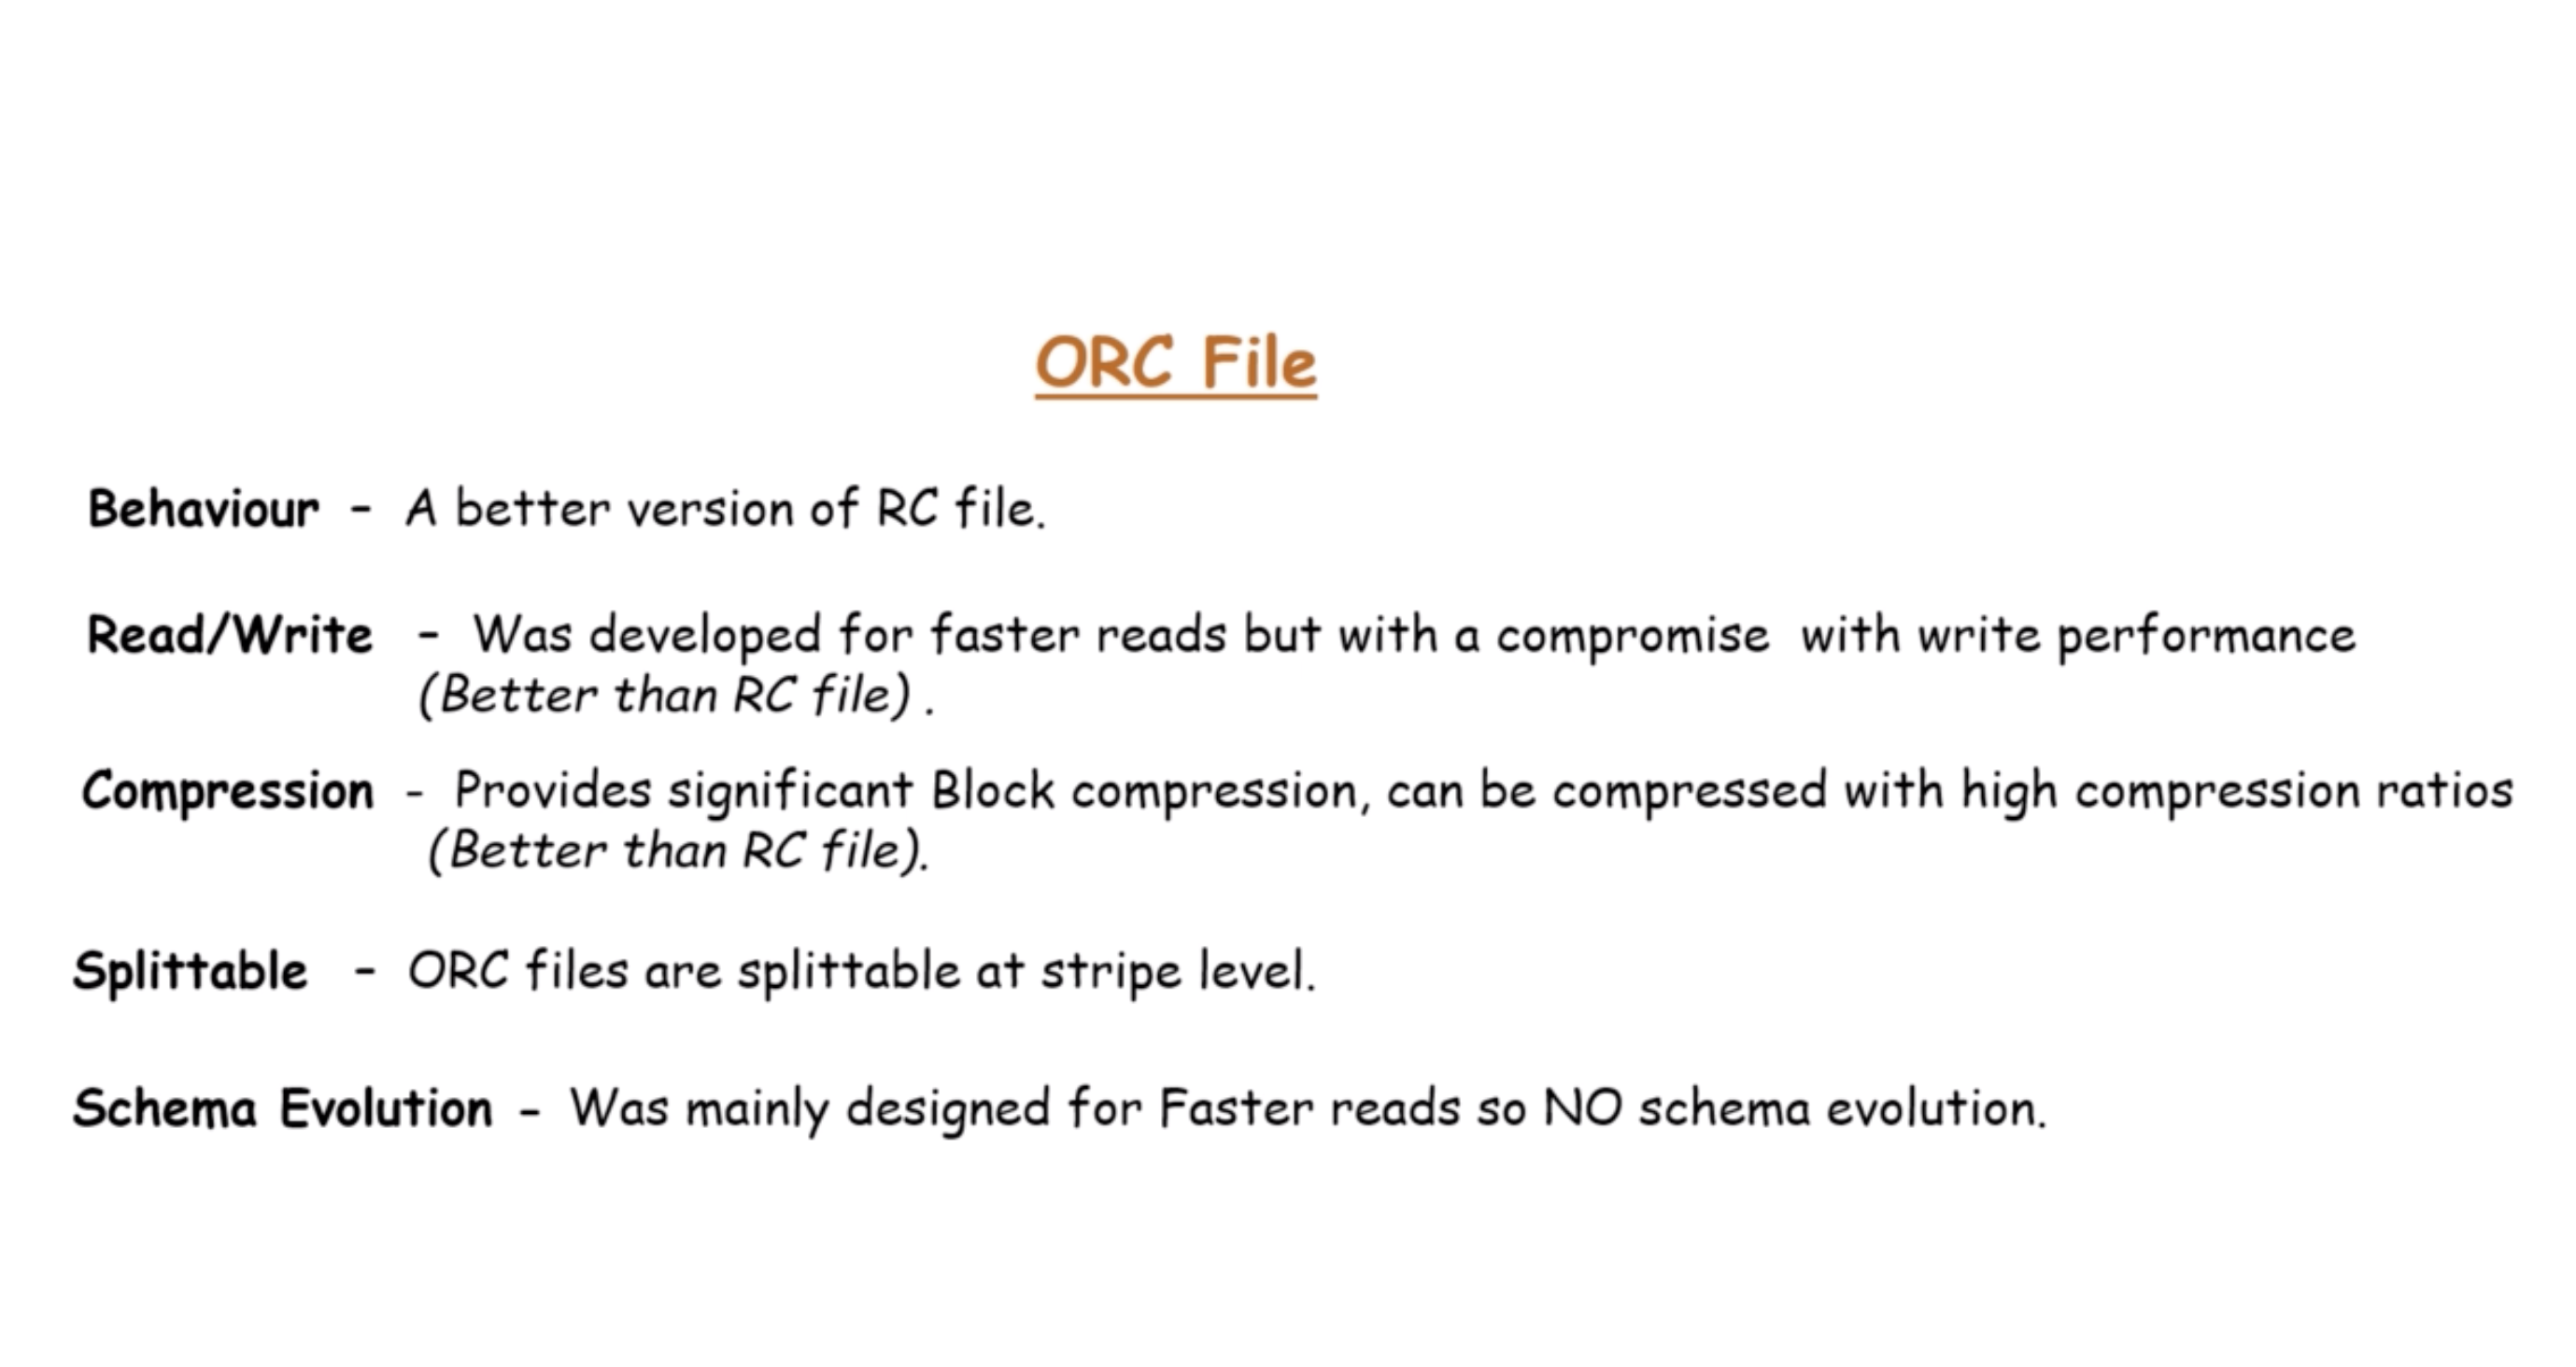 ORC File
Behaviour - A better version of RC file.
Read/Write - Was developed for faster reads but with a compromise with write performance
(Better than RC file) .
Compression - Provides significant Block compression, can be compressed with high compression ratios
(Better than RC file).
Splittable - ORC files are splittable at stripe level.
Schema Evolution - Was mainly designed for Faster reads so NO schema evolution.